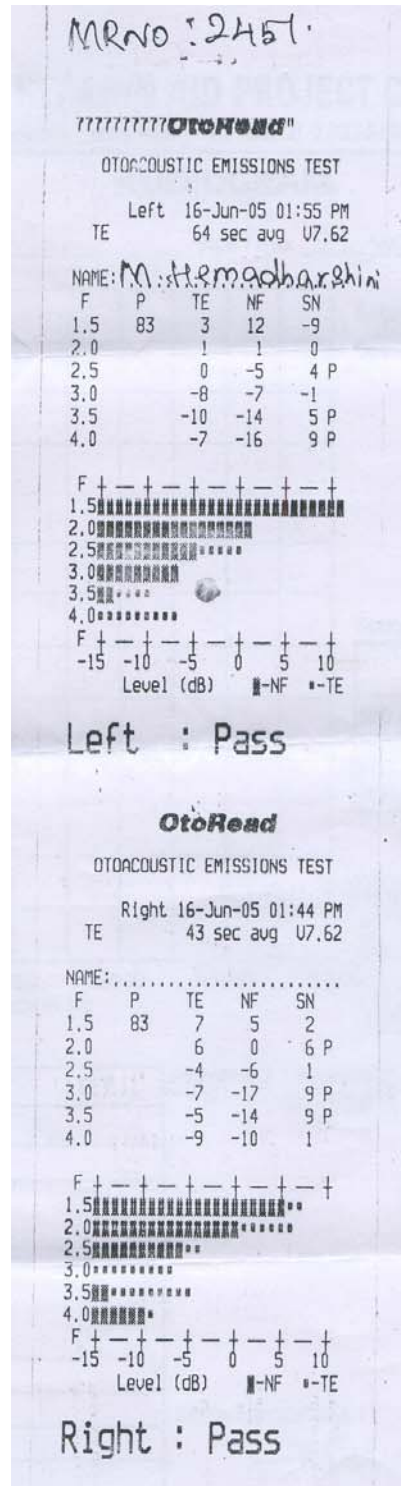 MRNO : 2451.
??????????OtoRead"
OTOACOUSTIC EMISSIONS TEST
Left 16-Jun-05 01:55 PM
TE 64 sec avg V7.62
NAME: M. Hemadharshini
F P TE NF SN
1.5 83 3 12 -9
2.0 1 1 0
2.5 0 -5 4 P
3.0 -8 -7 -1
3.5 -10 -14 5 P
4.0 -7 -16 9 P
F
1.5
2.0
2.5
3.0
3.5
4.0
F
-15 -10 -5 0 5 10
Level (dB) -NF -TE
Left : Pass
OtoRead
OTOACOUSTIC EMISSIONS TEST
Right 16-Jun-05 01:44 PM
TE 43 sec avg V7.62
NAME:........................
F P TE NF SN
1.5 83 7 5 2
2.0 6 0 6 P
2.5 -4 -6 1
3.0 -7 -17 9 P
3.5 -5 -14 9 P
4.0 -9 -10 1
F
1.5
2.0
2.5
3.0
3.5
4.0
F
-15 -10 -5 0 5 10
Level (dB) -NF -TE
Right : Pass